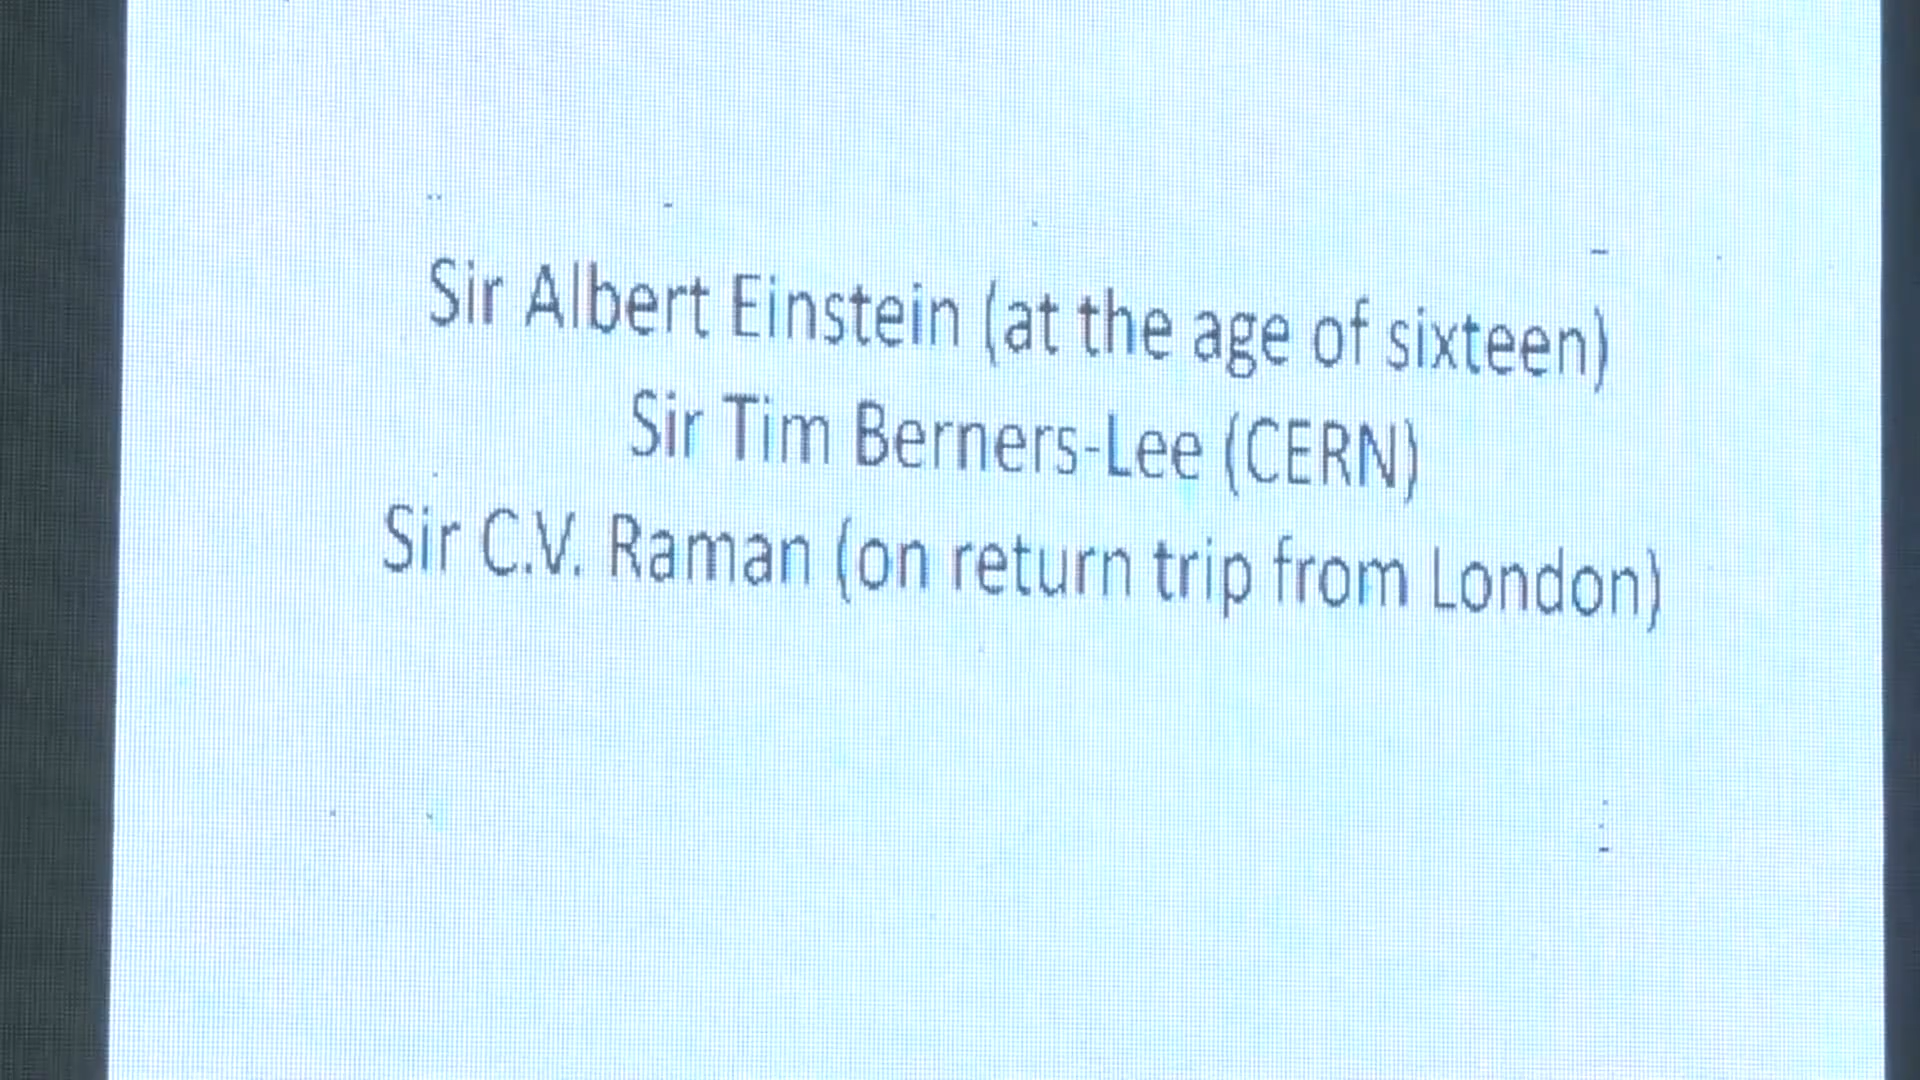 Sir Albert Einstein (at the age of sixteen)
Sir Tim Berners-Lee (CERN)
Sir C.V. Raman (on return trip from London)